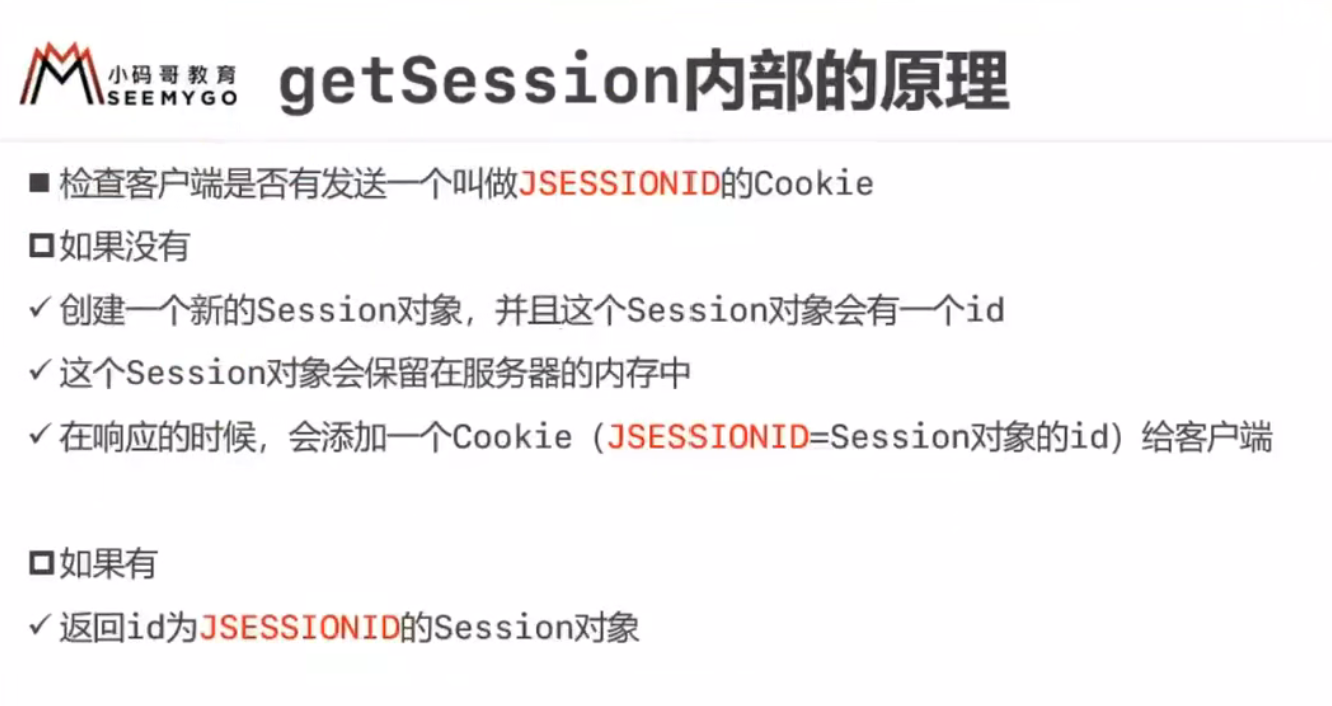 小码哥教育
SEEMYGO
getSession内部的原理
■ 检查客户端是否有发送一个叫做JSESSIONID的Cookie
□ 如果没有
✓ 创建一个新的Session对象，并且这个Session对象会有一个id
✓ 这个Session对象会保留在服务器的内存中
✓ 在响应的时候，会添加一个Cookie（JSESSIONID=Session对象的id）给客户端
□ 如果有
✓ 返回id为JSESSIONID的Session对象